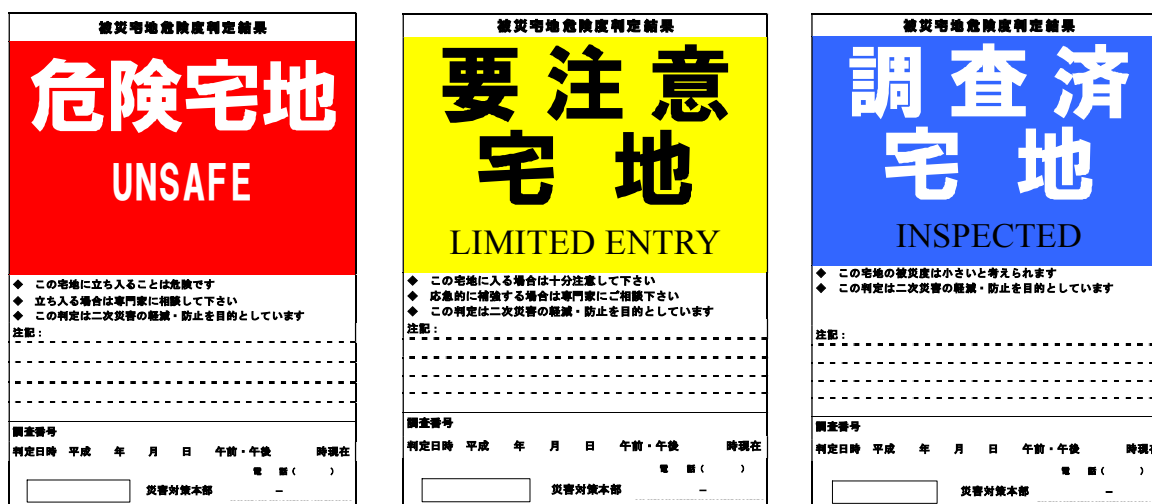 被災宅地危険度判定結果
危険宅地
UNSAFE
◆ この宅地に立ち入ることは危険です
◆ 立ち入る場合は専門家に相談して下さい
◆ この判定は二次災害の軽減・防止を目的としています
注記：
調査番号
判定日時 平成 年 月 日 午前・午後 時現在
電 話（ ）
災害対策本部 －
被災宅地危険度判定結果
要注意
宅地
LIMITED ENTRY
◆ この宅地に入る場合は十分注意して下さい
◆ 応急的に補強する場合は専門家にご相談下さい
◆ この判定は二次災害の軽減・防止を目的としています
注記：
調査番号
判定日時 平成 年 月 日 午前・午後 時現在
電 話（ ）
災害対策本部 －
被災宅地危険度判定結果
調査済
宅地
INSPECTED
◆ この宅地の被災度は小さいと考えられます
◆ この判定は二次災害の軽減・防止を目的としています
注記：
調査番号
判定日時 平成 年 月 日 午前・午後 時現在
電 話（ ）
災害対策本部 －